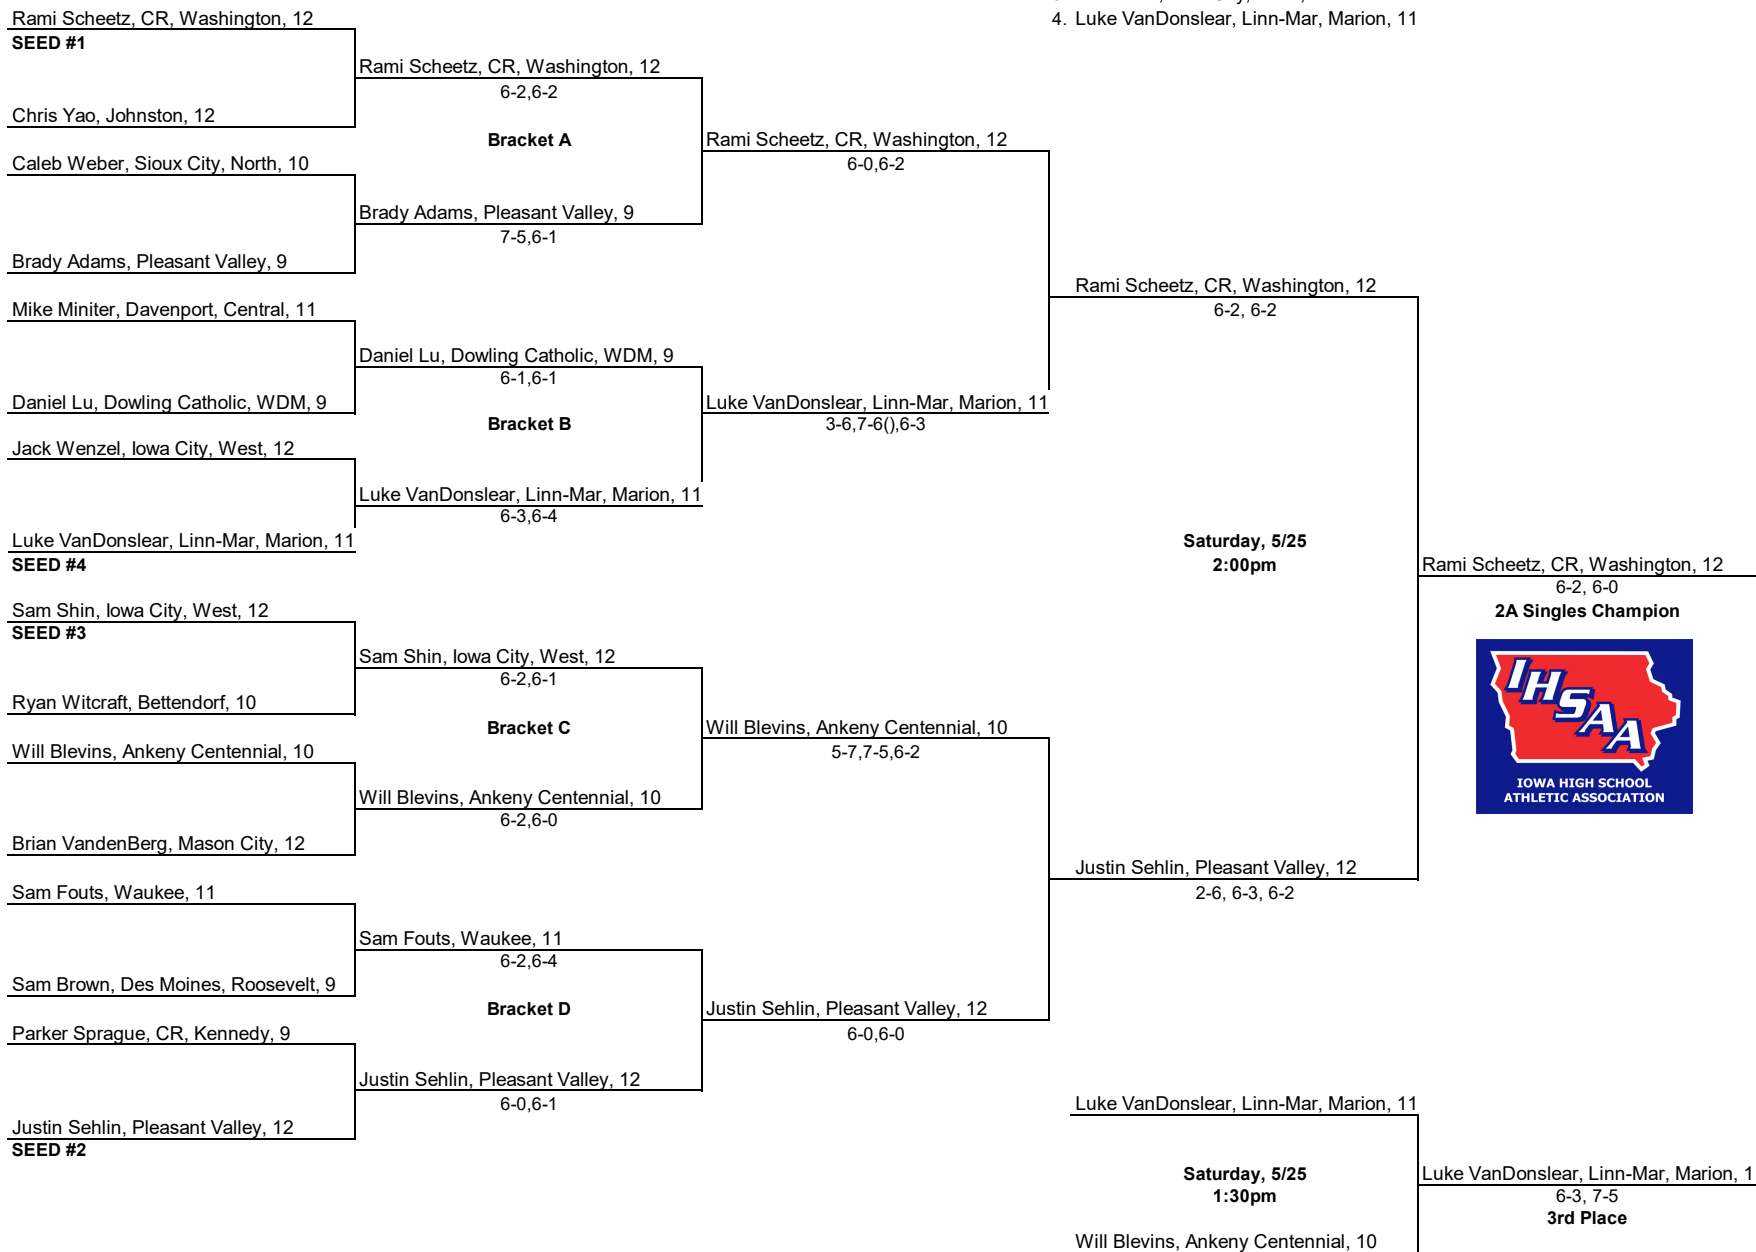 4. Luke VanDonslear, Linn-Mar, Marion, 11
Rami Scheetz, CR, Washington, 12
SEED #1
Rami Scheetz, CR, Washington, 12
6-2,6-2
Chris Yao, Johnston, 12
Bracket A
Rami Scheetz, CR, Washington, 12
6-0,6-2
Caleb Weber, Sioux City, North, 10
Brady Adams, Pleasant Valley, 9
7-5,6-1
Brady Adams, Pleasant Valley, 9
Rami Scheetz, CR, Washington, 12
6-2, 6-2
Mike Miniter, Davenport, Central, 11
Daniel Lu, Dowling Catholic, WDM, 9
6-1,6-1
Daniel Lu, Dowling Catholic, WDM, 9
Bracket B
Luke VanDonslear, Linn-Mar, Marion, 11
3-6,7-6(),6-3
Jack Wenzel, Iowa City, West, 12
Luke VanDonslear, Linn-Mar, Marion, 11
6-3,6-4
Luke VanDonslear, Linn-Mar, Marion, 11
SEED #4
Saturday, 5/25
2:00pm
Rami Scheetz, CR, Washington, 12
6-2, 6-0
2A Singles Champion
Sam Shin, Iowa City, West, 12
SEED #3
Sam Shin, Iowa City, West, 12
6-2,6-1
Ryan Witcraft, Bettendorf, 10
Bracket C
Will Blevins, Ankeny Centennial, 10
5-7,7-5,6-2
IHSAA
IOWA HIGH SCHOOL
ATHLETIC ASSOCIATION
Will Blevins, Ankeny Centennial, 10
Will Blevins, Ankeny Centennial, 10
6-2,6-0
Brian VandenBerg, Mason City, 12
Justin Sehlin, Pleasant Valley, 12
2-6, 6-3, 6-2
Sam Fouts, Waukee, 11
Sam Fouts, Waukee, 11
6-2,6-4
Sam Brown, Des Moines, Roosevelt, 9
Bracket D
Justin Sehlin, Pleasant Valley, 12
6-0,6-0
Parker Sprague, CR, Kennedy, 9
Justin Sehlin, Pleasant Valley, 12
6-0,6-1
Justin Sehlin, Pleasant Valley, 12
SEED #2
Luke VanDonslear, Linn-Mar, Marion, 11
Saturday, 5/25
1:30pm
Luke VanDonslear, Linn-Mar, Marion, 1
6-3, 7-5
3rd Place
Will Blevins, Ankeny Centennial, 10